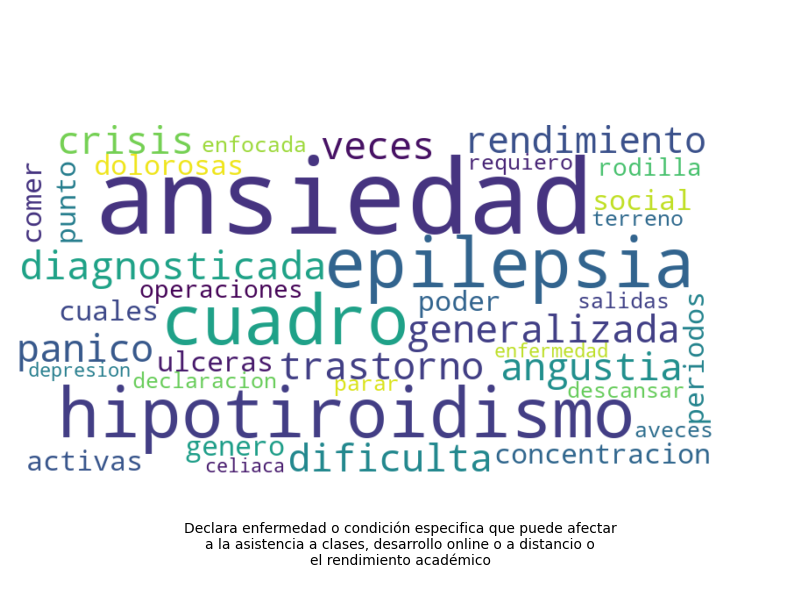 crisis enfocada veces rendimiento
dolorosas requiero rodilla
comer punto ansiedad social
terreno
diagnosticada epilepsia
operaciones poder salidas
cuales cuadro generalizada periodos
panico ulceras trastorno enfermedad angustia
depresion declaracion parar descansar
hipotiroidismo aveces
activas genero celiaca dificulta concentracion
Declara enfermedad o condición especifica que puede afectar
a la asistencia a clases, desarrollo online o a distancio o
el rendimiento académico